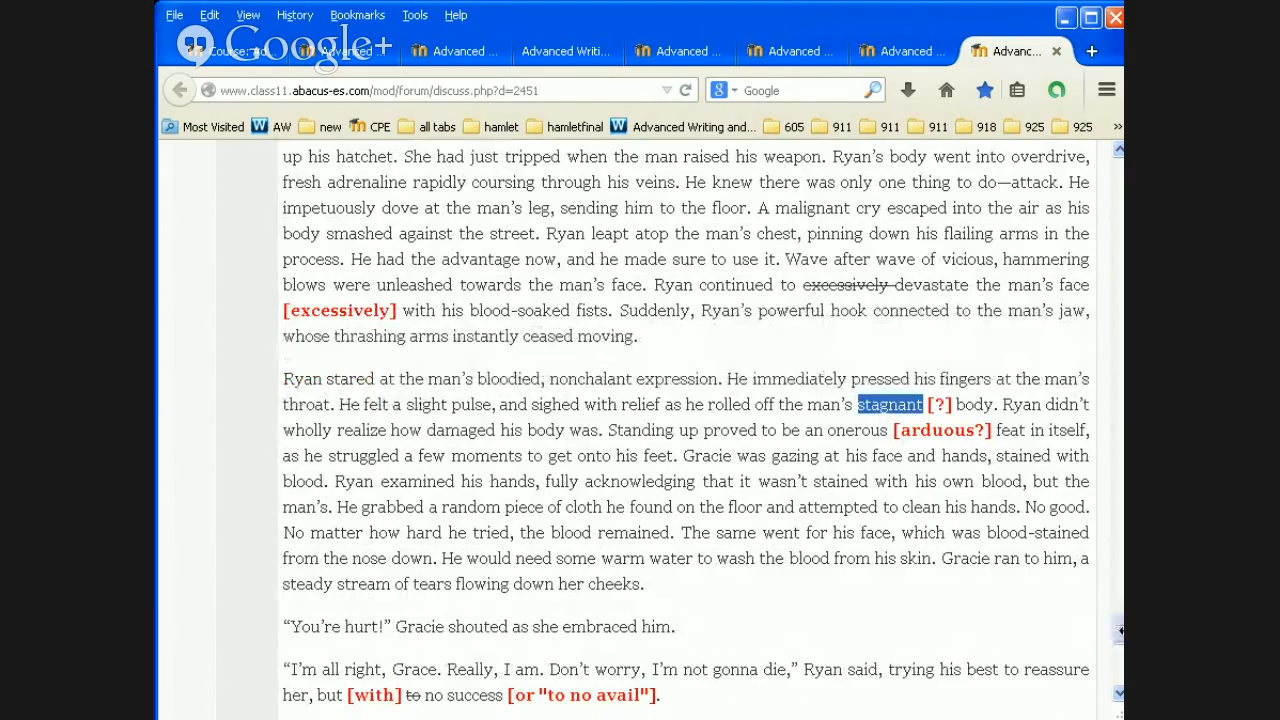 File Edit View History Bookmarks Tools Help
Google+
Advanced ... Advanced Writi... Advanced ... Advanced ... Advanced ... Advanc...
www.class11.abacus-es.com/mod/forum/discuss.php?d=2451 Google
Most Visited AW new CPE all tabs hamlet hamletfinal Advanced Writing and... 605 911 911 911 918 925 925 »
up his hatchet. She had just tripped when the man raised his weapon. Ryan's body went into overdrive,
fresh adrenaline rapidly coursing through his veins. He knew there was only one thing to do—attack. He
impetuously dove at the man's leg, sending him to the floor. A malignant cry escaped into the air as his
body smashed against the street. Ryan leapt atop the man's chest, pinning down his flailing arms in the
process. He had the advantage now, and he made sure to use it. Wave after wave of vicious, hammering
blows were unleashed towards the man's face. Ryan continued to excessively devastate the man's face
[excessively] with his blood-soaked fists. Suddenly, Ryan's powerful hook connected to the man's jaw,
whose thrashing arms instantly ceased moving.
Ryan stared at the man's bloodied, nonchalant expression. He immediately pressed his fingers at the man's
throat. He felt a slight pulse, and sighed with relief as he rolled off the man's stagnant [?] body. Ryan didn't
wholly realize how damaged his body was. Standing up proved to be an onerous [arduous?] feat in itself,
as he struggled a few moments to get onto his feet. Gracie was gazing at his face and hands, stained with
blood. Ryan examined his hands, fully acknowledging that it wasn't stained with his own blood, but the
man's. He grabbed a random piece of cloth he found on the floor and attempted to clean his hands. No good.
No matter how hard he tried, the blood remained. The same went for his face, which was blood-stained
from the nose down. He would need some warm water to wash the blood from his skin. Gracie ran to him, a
steady stream of tears flowing down her cheeks.
“You're hurt!” Gracie shouted as she embraced him.
“I'm all right, Grace. Really, I am. Don't worry, I'm not gonna die,” Ryan said, trying his best to reassure
her, but [with] to no success [or "to no avail"].